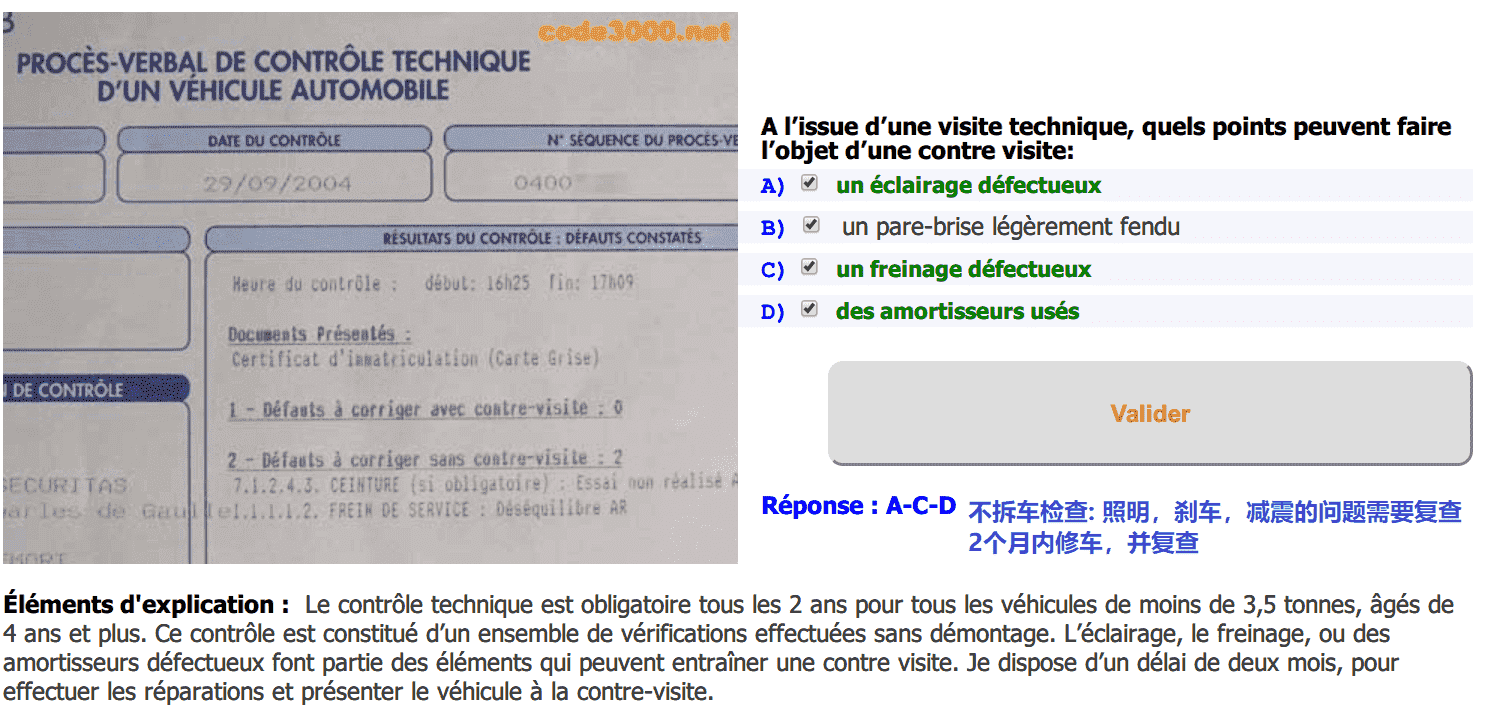 code3000.net
PROCÈS-VERBAL DE CONTRÔLE TECHNIQUE
D'UN VÉHICULE AUTOMOBILE
DATE DU CONTRÔLE
N° SÉQUENCE DU PROCÈS-VE
29/09/2004
0400
RÉSULTATS DU CONTRÔLE : DÉFAUTS CONSTATÉS
Heure du contrôle : début: 16h25 fin: 17h09
Documents Présentés :
Certificat d'immatriculation (Carte Grise)
DE CONTRÔLE
1 - Défauts à corriger avec contre-visite : 0
2 - Défauts à corriger sans contre-visite : 2
SECURITAS
7.1.2.4.3. CEINTURE (si obligatoire) : Essai non réalisé A
arles de Gaulle
1.1.1.2. FREIN DE SERVICE : Déséquilibre AR
A l’issue d’une visite technique, quels points peuvent faire
l’objet d’une contre visite:
A) un éclairage défectueux
B) un pare-brise légèrement fendu
C) un freinage défectueux
D) des amortisseurs usés
Valider
Réponse : A-C-D 不拆车检查: 照明，刹车，减震的问题需要复查
2个月内修车，并复查
Éléments d'explication : Le contrôle technique est obligatoire tous les 2 ans pour tous les véhicules de moins de 3,5 tonnes, âgés de
4 ans et plus. Ce contrôle est constitué d’un ensemble de vérifications effectuées sans démontage. L’éclairage, le freinage, ou des
amortisseurs défectueux font partie des éléments qui peuvent entraîner une contre visite. Je dispose d’un délai de deux mois, pour
effectuer les réparations et présenter le véhicule à la contre-visite.